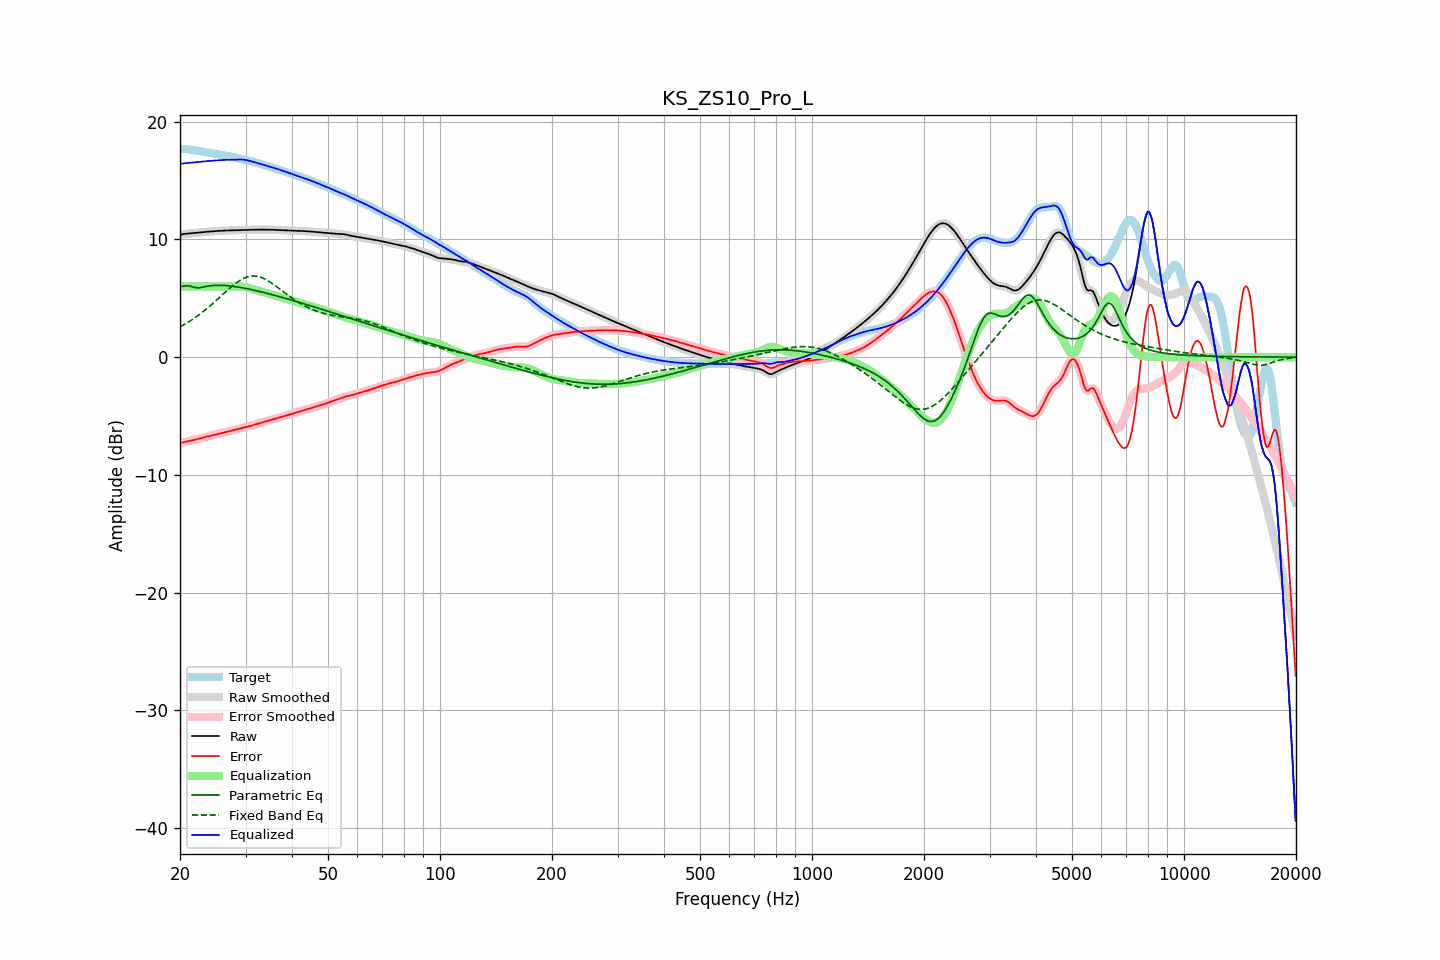 KS_ZS10_Pro_L
20
10
0
−10
−20
−30
−40
Amplitude (dBr)
Target
Raw Smoothed
Error Smoothed
Raw
Error
Equalization
Parametric Eq
Fixed Band Eq
Equalized
20 50 100 200 500 1000 2000 5000 10000 20000
Frequency (Hz)